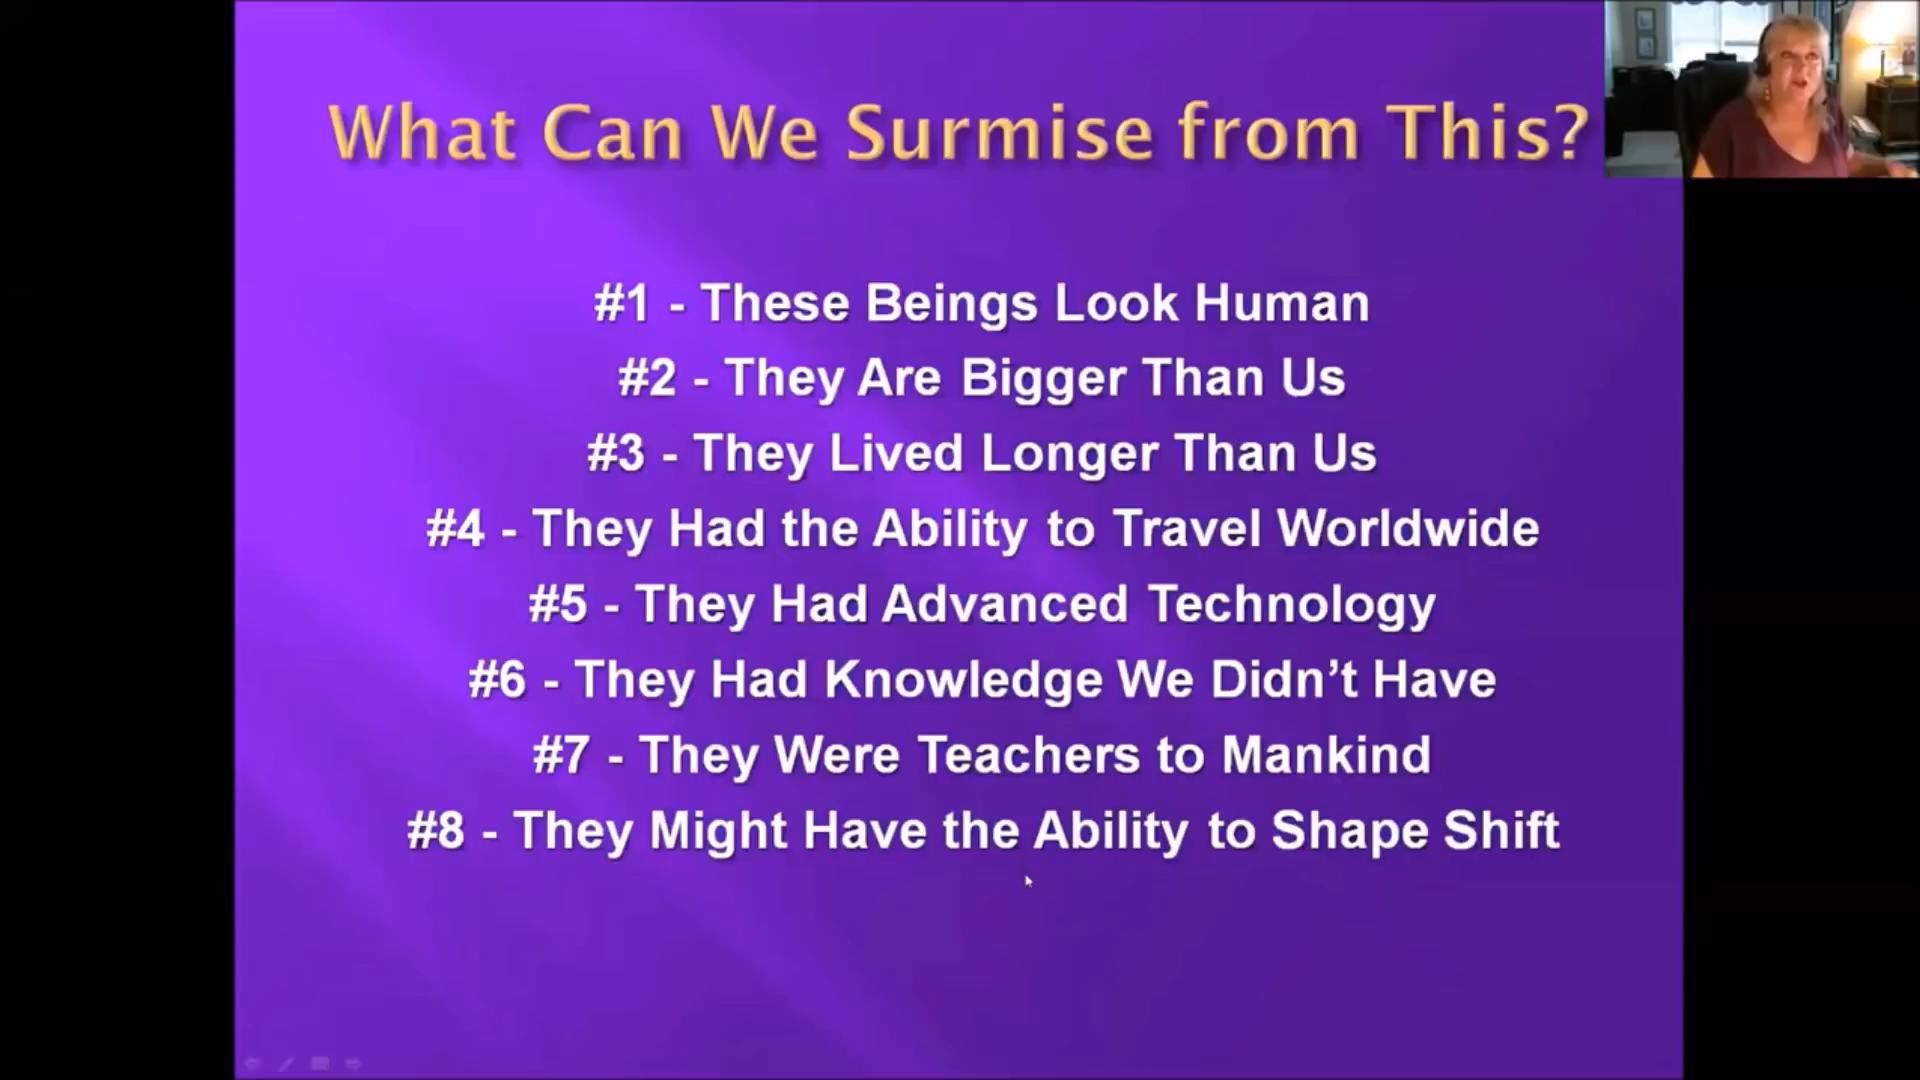 What Can We Surmise from This?
#1 - These Beings Look Human
#2 - They Are Bigger Than Us
#3 - They Lived Longer Than Us
#4 - They Had the Ability to Travel Worldwide
#5 - They Had Advanced Technology
#6 - They Had Knowledge We Didn’t Have
#7 - They Were Teachers to Mankind
#8 - They Might Have the Ability to Shape Shift